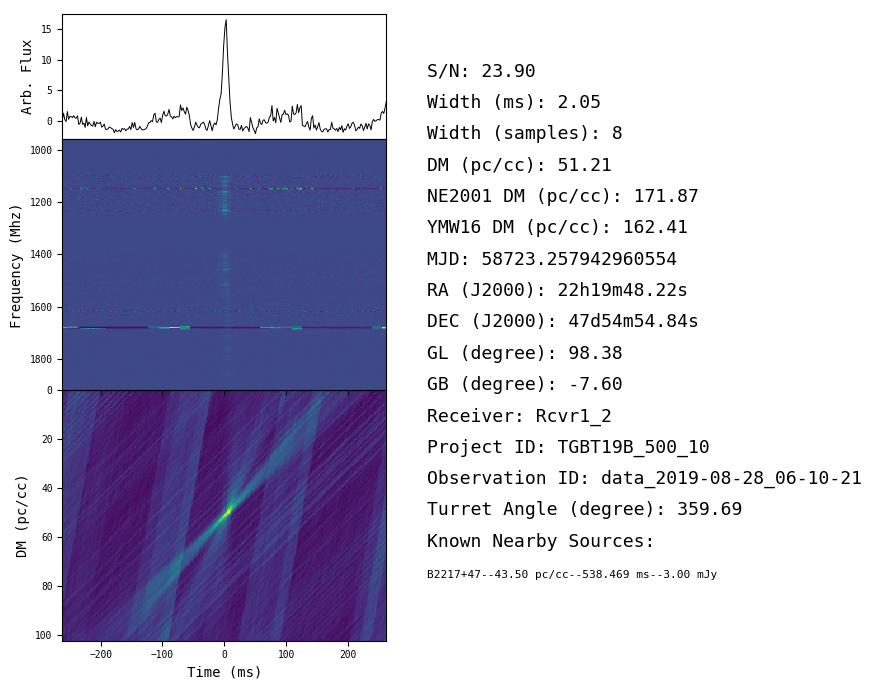 15
10
5
0
Arb. Flux
1000
1200
1400
1600
1800
Frequency (Mhz)
0
20
40
60
80
100
DM (pc/cc)
−200 −100 0 100 200
Time (ms)
S/N: 23.90
Width (ms): 2.05
Width (samples): 8
DM (pc/cc): 51.21
NE2001 DM (pc/cc): 171.87
YMW16 DM (pc/cc): 162.41
MJD: 58723.257942960554
RA (J2000): 22h19m48.22s
DEC (J2000): 47d54m54.84s
GL (degree): 98.38
GB (degree): -7.60
Receiver: Rcvr1_2
Project ID: TGBT19B_500_10
Observation ID: data_2019-08-28_06-10-21
Turret Angle (degree): 359.69
Known Nearby Sources:
B2217+47--43.50 pc/cc--538.469 ms--3.00 mJy